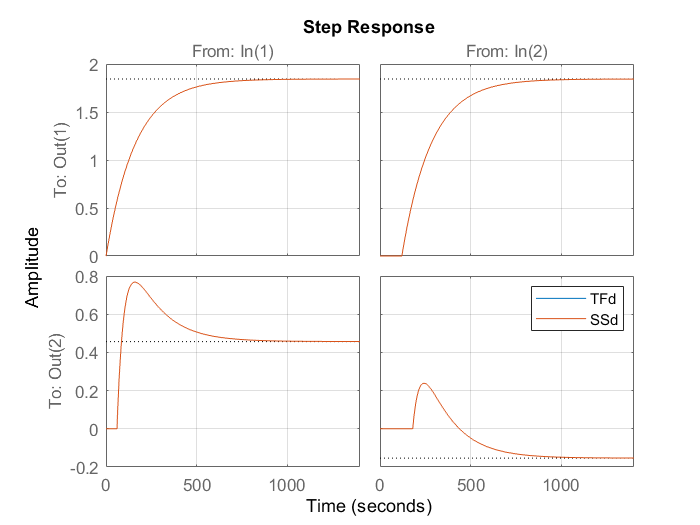 Step Response
From: In(1)
From: In(2)
To: Out(1)
2
1.5
1
0.5
0
Amplitude
To: Out(2)
0.8
0.6
0.4
0.2
0
-0.2
TFd
SSd
0 500 1000
0 500 1000
Time (seconds)